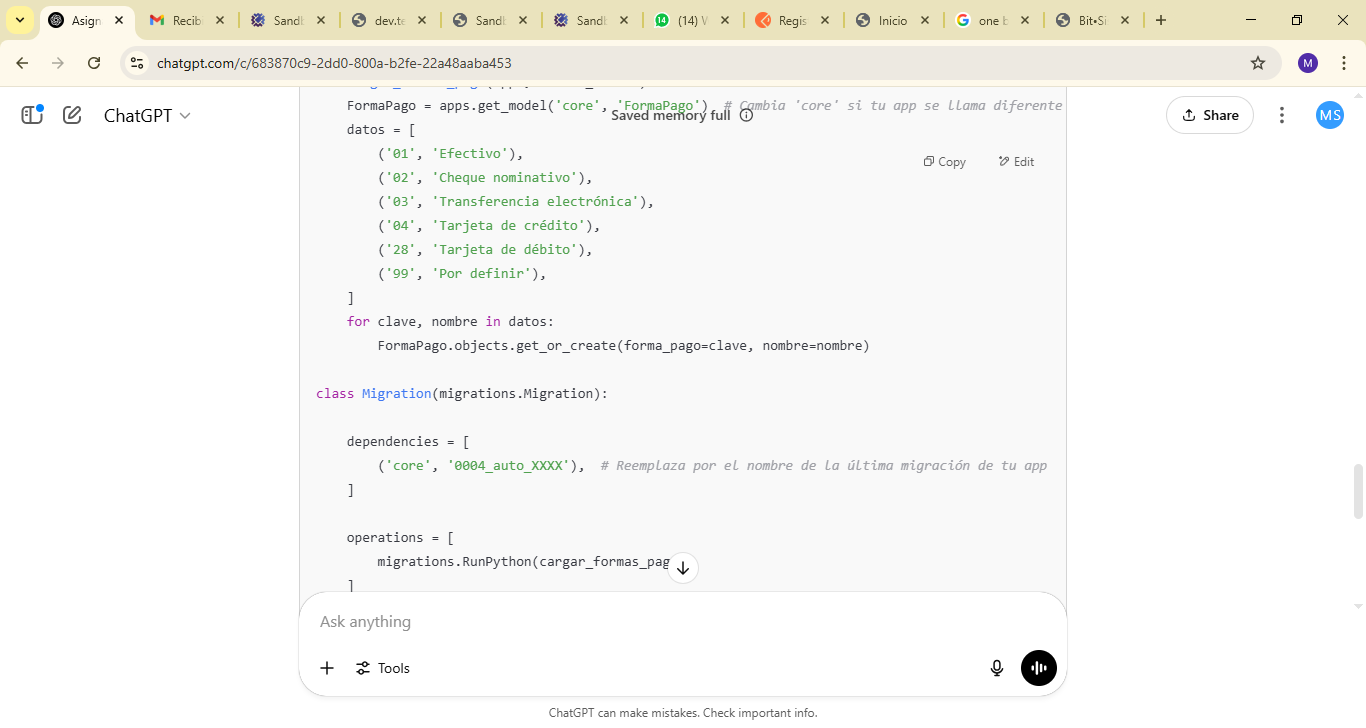 Asign
Recib
Sandb
dev.te
Sandb
Sandb
(14) W
Regis
Inicio
one b
Bit•Si
chatgpt.com/c/683870c9-2dd0-800a-b2fe-22a48aaba453
M
ChatGPT
Saved memory full
Share
MS
Copy
Edit
FormaPago = apps.get_model('core', 'FormaPago')  # Cambia 'core' si tu app se llama diferente
datos = [
('01', 'Efectivo'),
('02', 'Cheque nominativo'),
('03', 'Transferencia electrónica'),
('04', 'Tarjeta de crédito'),
('28', 'Tarjeta de débito'),
('99', 'Por definir'),
]
for clave, nombre in datos:
FormaPago.objects.get_or_create(forma_pago=clave, nombre=nombre)
class Migration(migrations.Migration):
dependencies = [
('core', '0004_auto_XXXX'),  # Reemplaza por el nombre de la última migración de tu app
]
operations = [
migrations.RunPython(cargar_formas_pag
]
Ask anything
Tools
ChatGPT can make mistakes. Check important info.